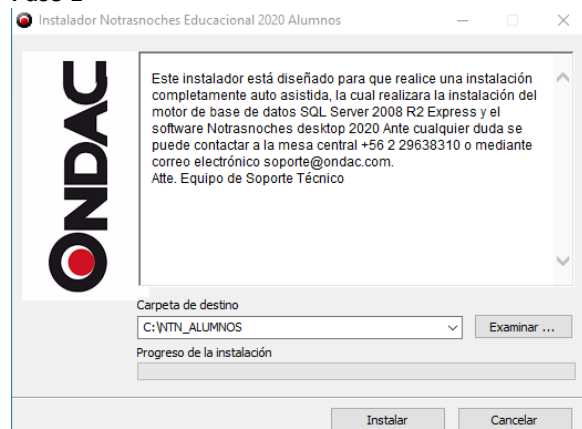 Instalador Notrasnoches Educacional 2020 Alumnos
ONDAC
Este instalador está diseñado para que realice una instalación
completamente auto asistida, la cual realizara la instalación del
motor de base de datos SQL Server 2008 R2 Express y el
software Notrasnoches desktop 2020 Ante cualquier duda se
puede contactar a la mesa central +56 2 29638310 o mediante
correo electrónico soporte@ondac.com.
Atte. Equipo de Soporte Técnico
Carpeta de destino
C:\NTN_ALUMNOS
Examinar ...
Progreso de la instalación
Instalar
Cancelar